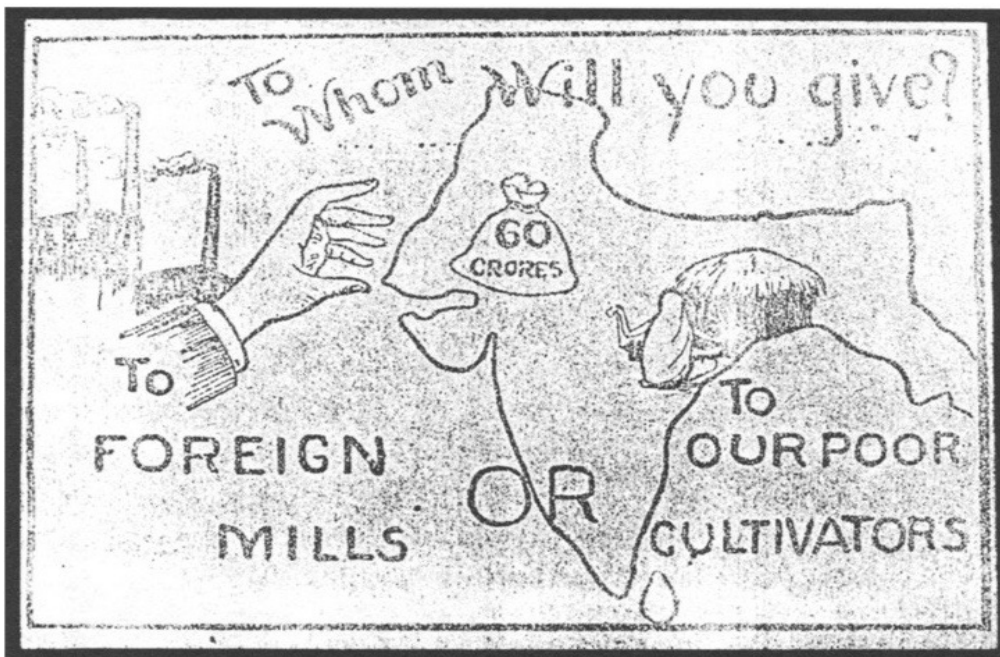 To Whom Will you give?
60
CRORES
To
FOREIGN
MILLS
OR
To
OUR POOR
CULTIVATORS